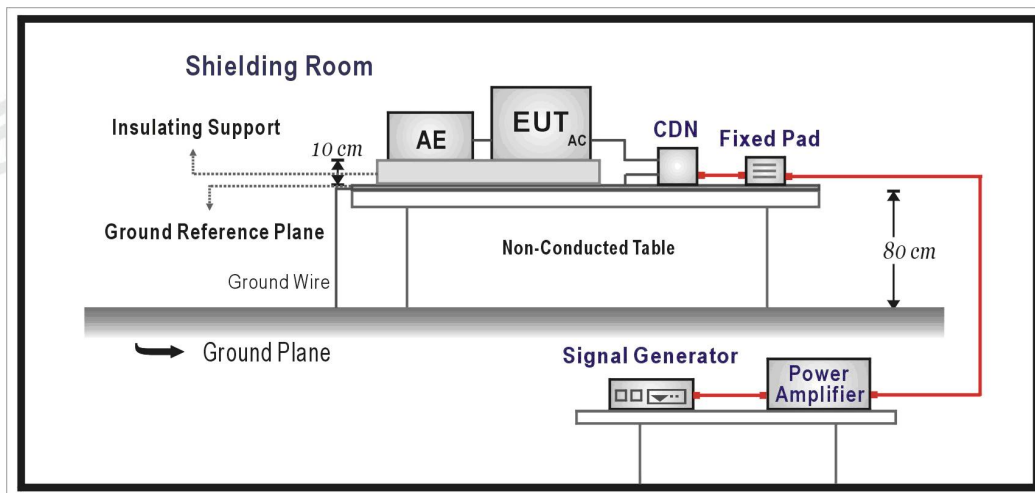 Shielding Room
Insulating Support
10 cm
AE
EUT
AC
CDN
Fixed Pad
Ground Reference Plane
Non-Conducted Table
80 cm
Ground Wire
Ground Plane
Signal Generator
Power
Amplifier